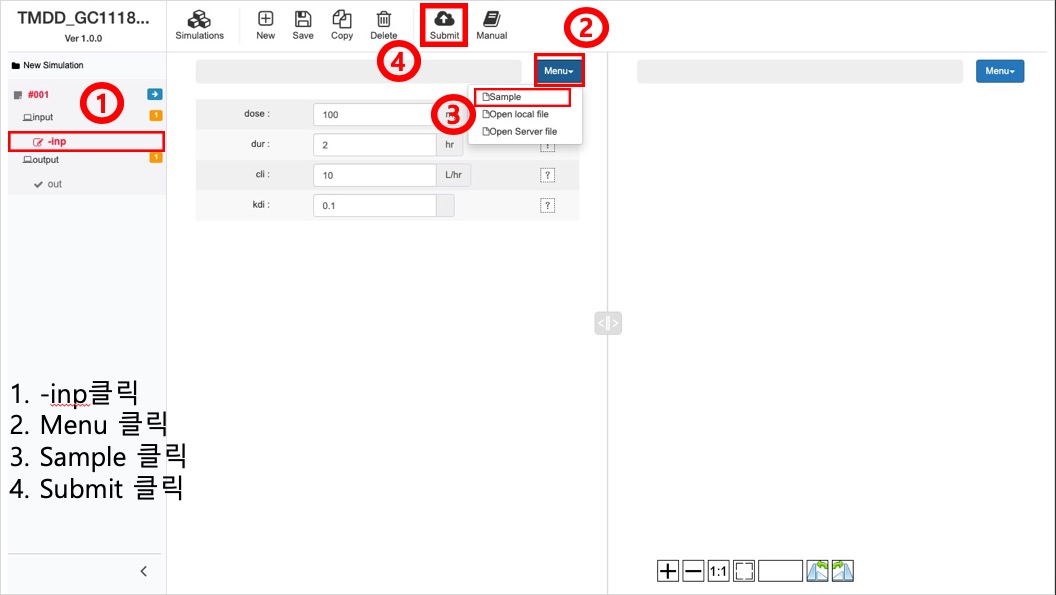 TMDD_GC1118...
Ver 1.0.0
Simulations
New
Save
Copy
Delete
Submit
Manual
2
4
New Simulation
Menu
Menu
#001
1
Sample
input
1
dose :
100
3
Open local file
-inp
dur :
2
hr
Open Server file
?
output
1
cli :
10
L/hr
?
out
kdi :
0.1
?
1. -inp클릭
2. Menu 클릭
3. Sample 클릭
4. Submit 클릭
1:1